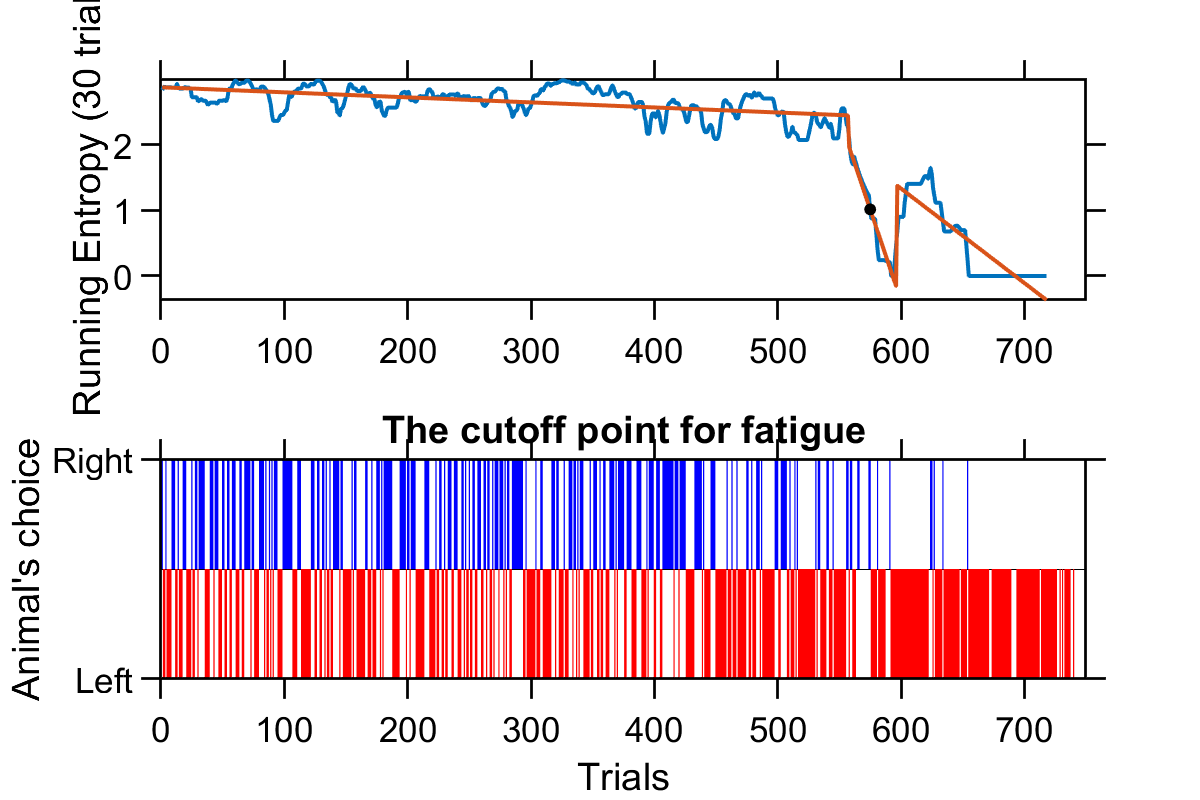 Running Entropy (30 trial
2
1
0
0 100 200 300 400 500 600 700
The cutoff point for fatigue
Animal's choice
Right
Left
0 100 200 300 400 500 600 700
Trials